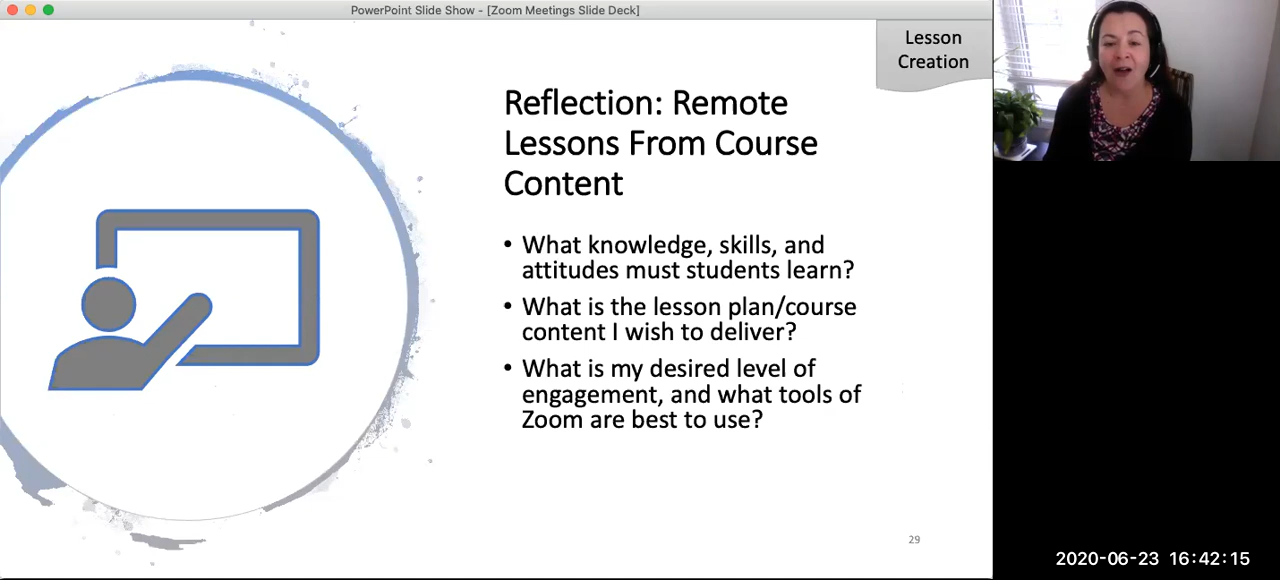 PowerPoint Slide Show - [Zoom Meetings Slide Deck]
Lesson
Creation
Reflection: Remote
Lessons From Course
Content
• What knowledge, skills, and
attitudes must students learn?
• What is the lesson plan/course
content I wish to deliver?
• What is my desired level of
engagement, and what tools of
Zoom are best to use?
29
2020-06-23 16:42:15